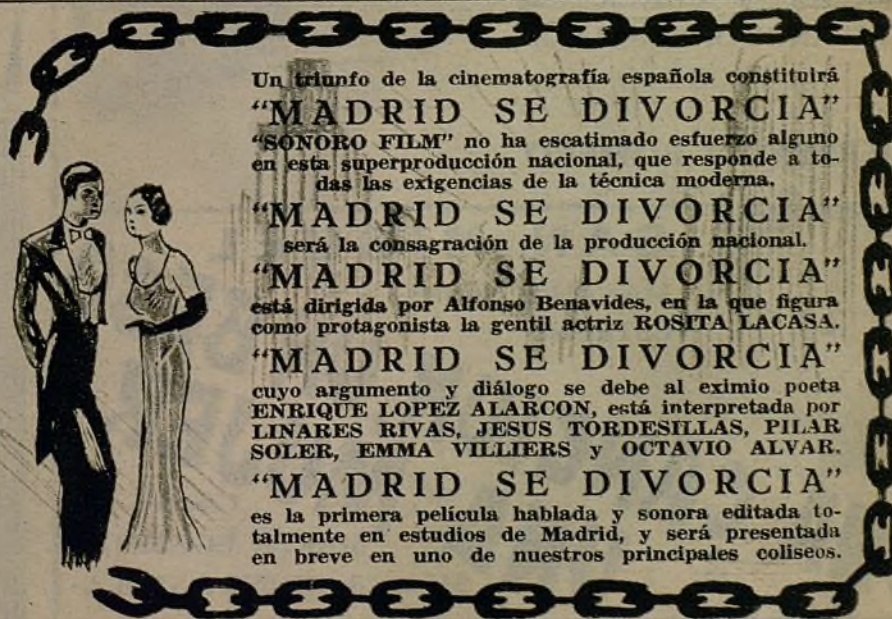 Un triunfo de la cinematografía española constituirá
“MADRID SE DIVORCIA”
“SONORO FILM” no ha escatimado esfuerzo alguno
en esta superproducción nacional, que responde a to-
das las exigencias de la técnica moderna.
“MADRID SE DIVORCIA”
será la consagración de la producción nacional.
“MADRID SE DIVORCIA”
está dirigida por Alfonso Benavides, en la que figura
como protagonista la gentil actriz ROSITA LACASA.
“MADRID SE DIVORCIA”
cuyo argumento y diálogo se debe al eximio poeta
ENRIQUE LOPEZ ALARCON, está interpretada por
LINARES RIVAS, JESUS TORDESILLAS, PILAR
SOLER, EMMA VILLIERS y OCTAVIO ALVAR.
“MADRID SE DIVORCIA”
es la primera película hablada y sonora editada to-
talmente en estudios de Madrid, y será presentada
en breve en uno de nuestros principales coliseos.